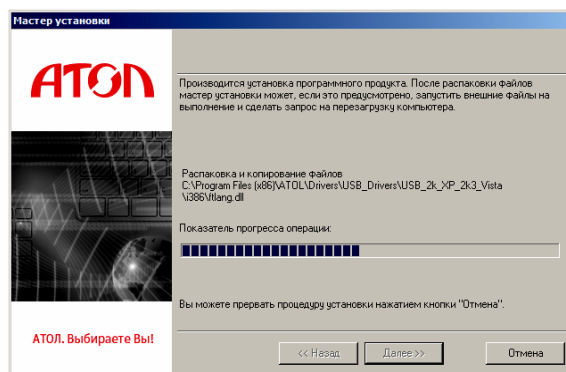 Мастер установки
АТОЛ
Производится установка программного продукта. После распаковки файлов
мастер установки может, если это предусмотрено, запустить внешние файлы на
выполнение и сделать запрос на перезагрузку компьютера.
Распаковка и копирование файлов
C:\Program Files (x86)\ATOL\Drivers\USB_Drivers\USB_2k_XP_2k3_Vista
\i386\ftlang.dll
Показатель прогресса операции:
Вы можете прервать процедуру установки нажатием кнопки "Отмена".
АТОЛ. Выбираете Вы!
<< Назад
Далее >>
Отмена